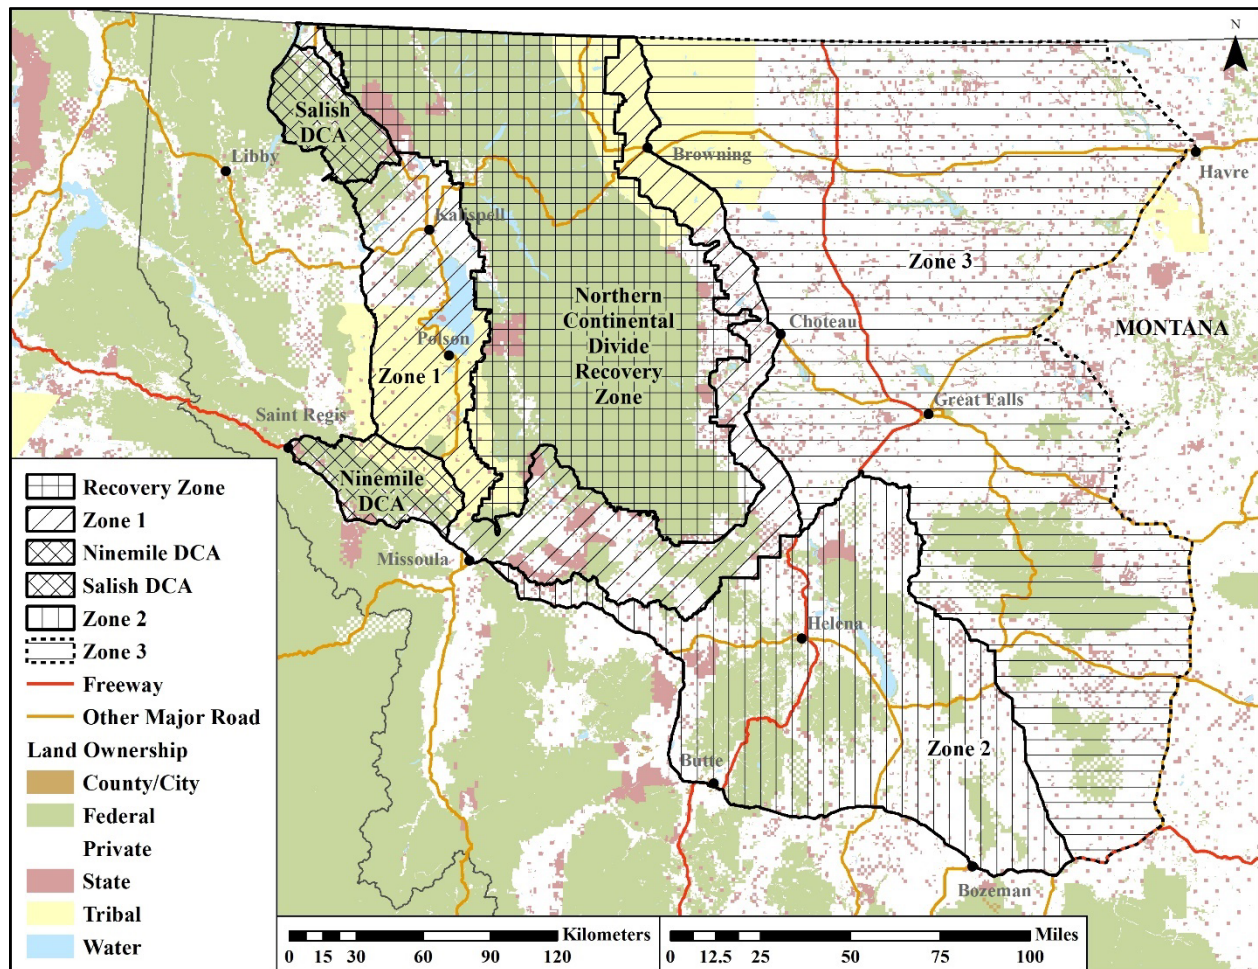 N
Salish
DCA
Libby
Browning
Havre
Kalispell
Zone 3
Northern
Continental
Divide
Recovery
Zone
MONTANA
Choteau
Polson
Zone 1
Great Falls
Saint Regis
Ninemile
DCA
Missoula
Helena
Zone 2
Butte
Bozeman
Recovery Zone
Zone 1
Ninemile DCA
Salish DCA
Zone 2
Zone 3
Freeway
Other Major Road
Land Ownership
County/City
Federal
Private
State
Tribal
Water
Kilometers
0 15 30 60 90 120
Miles
0 12.5 25 50 75 100